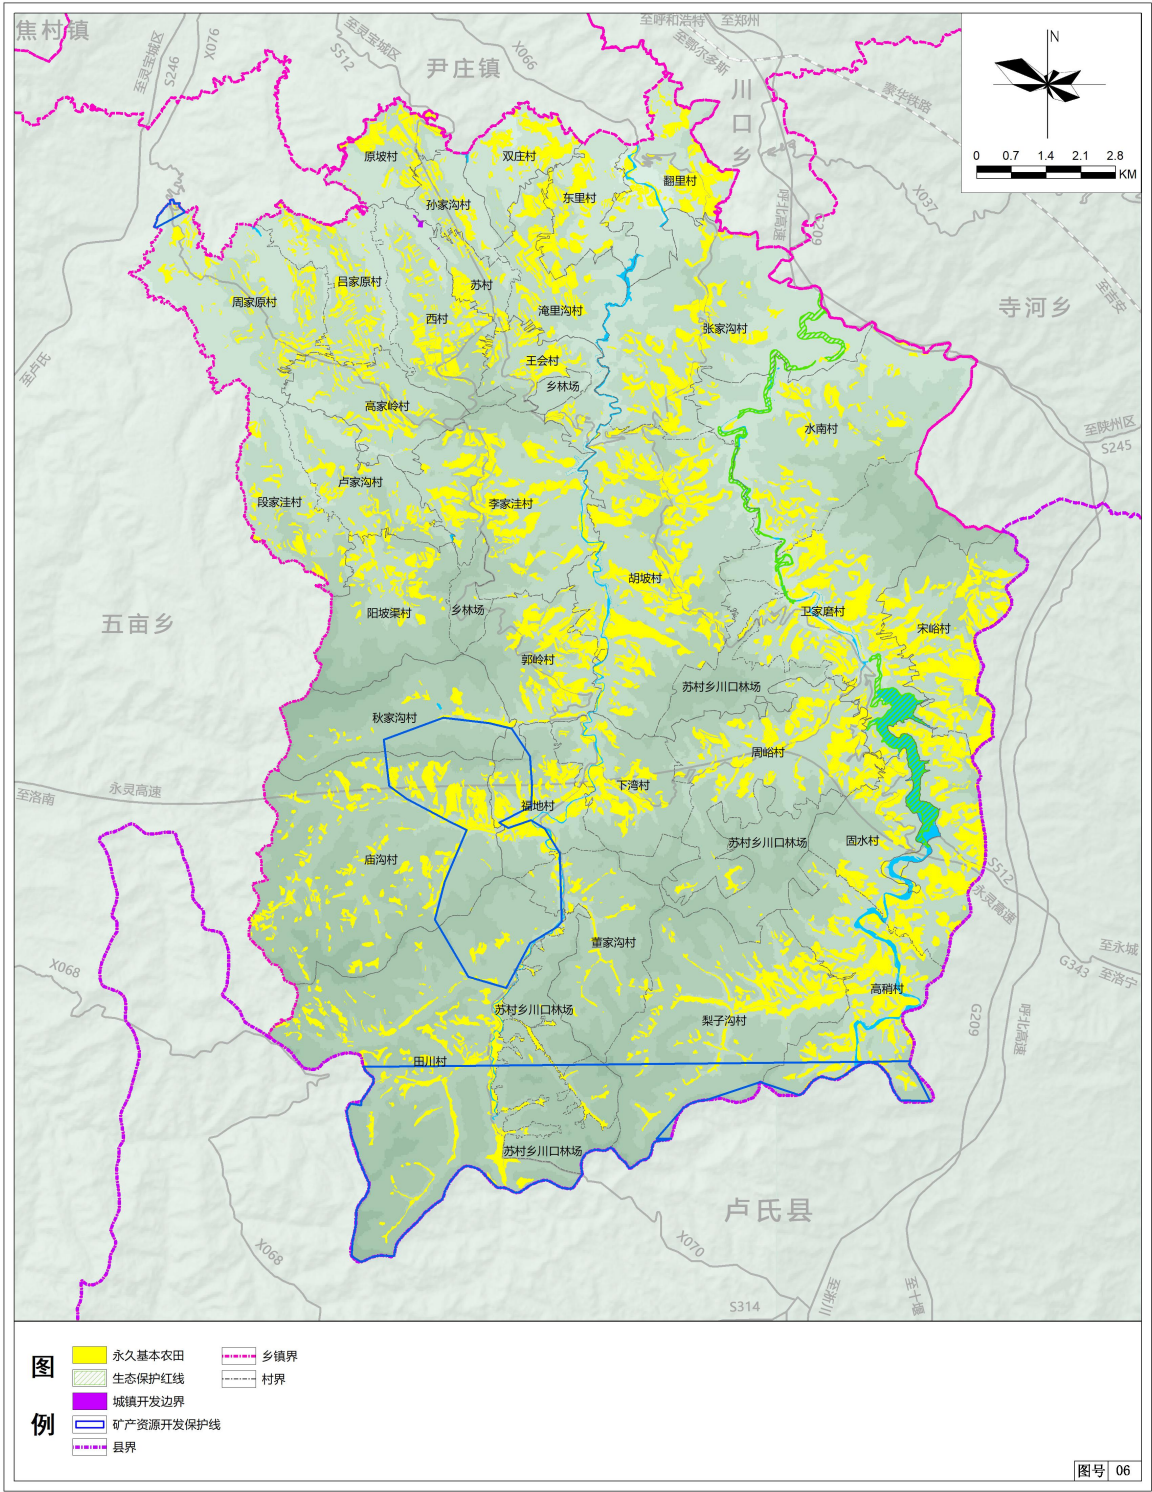 焦村镇
至灵宝城区
S246
X076
至灵宝城区
S512
尹庄镇
X066
至呼和浩特
至郑州
至鄂尔多斯
川口乡
蒙华铁路
N
0 0.7 1.4 2.1 2.8
KM
X037
呼北高速
G209
至吉安
寺河乡
至卢氏
至陕州区
S245
原坡村
双庄村
东里村
翻里村
孙家沟村
吕家原村
周家原村
苏村
西村
淹里沟村
张家沟村
王会村
乡林场
高家岭村
水南村
卢家沟村
段家洼村
李家洼村
胡坡村
阳坡渠村
乡林场
卫家磨村
宋峪村
五亩乡
郭岭村
苏村乡川口林场
秋家沟村
周峪村
下湾村
福地村
至洛南
永灵高速
苏村乡川口林场
固水村
庙沟村
S512
永灵高速
董家沟村
至永城
G343
至洛宁
X068
高稍村
苏村乡川口林场
梨子沟村
G209
呼北高速
田川村
苏村乡川口林场
卢氏县
X068
X070
至淅川
至十堰
S314
图例
永久基本农田
乡镇界
生态保护红线
村界
城镇开发边界
矿产资源开发保护线
县界
图号 06